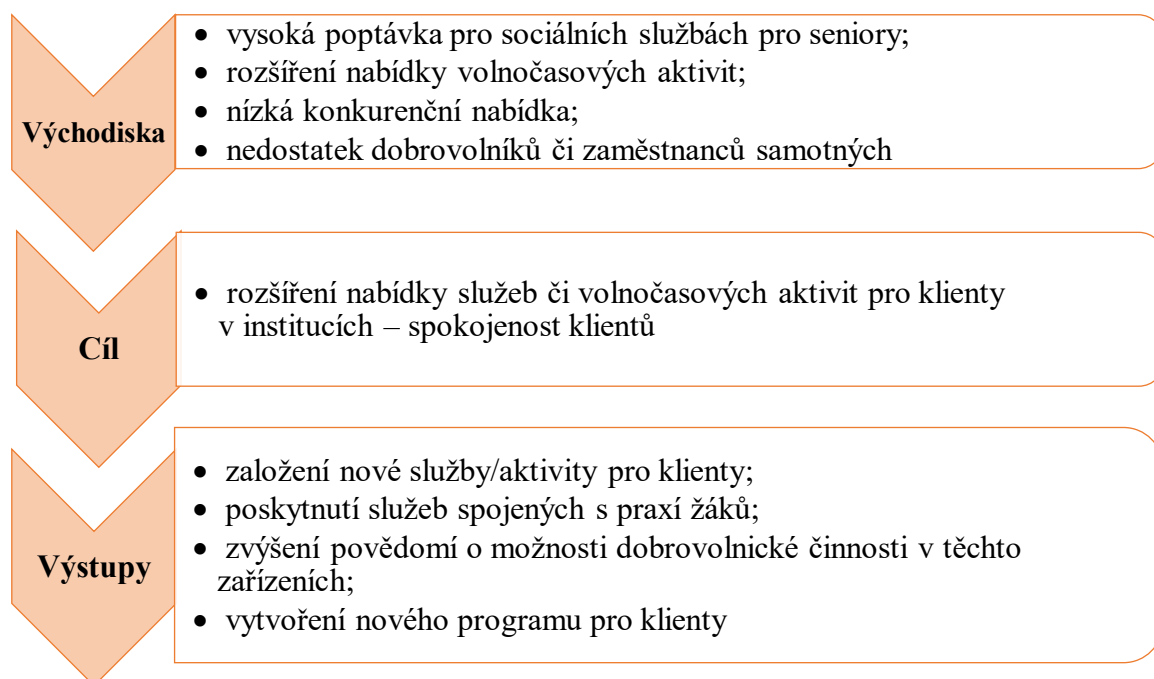 Východiska
• vysoká poptávka pro sociálních službách pro seniory;
• rozšíření nabídky volnočasových aktivit;
• nízká konkurenční nabídka;
• nedostatek dobrovolníků či zaměstnanců samotných
Cíl
• rozšíření nabídky služeb či volnočasových aktivit pro klienty
v institucích – spokojenost klientů
Výstupy
• založení nové služby/aktivity pro klienty;
• poskytnutí služeb spojených s praxí žáků;
• zvýšení povědomí o možnosti dobrovolnické činnosti v těchto
zařízeních;
• vytvoření nového programu pro klienty